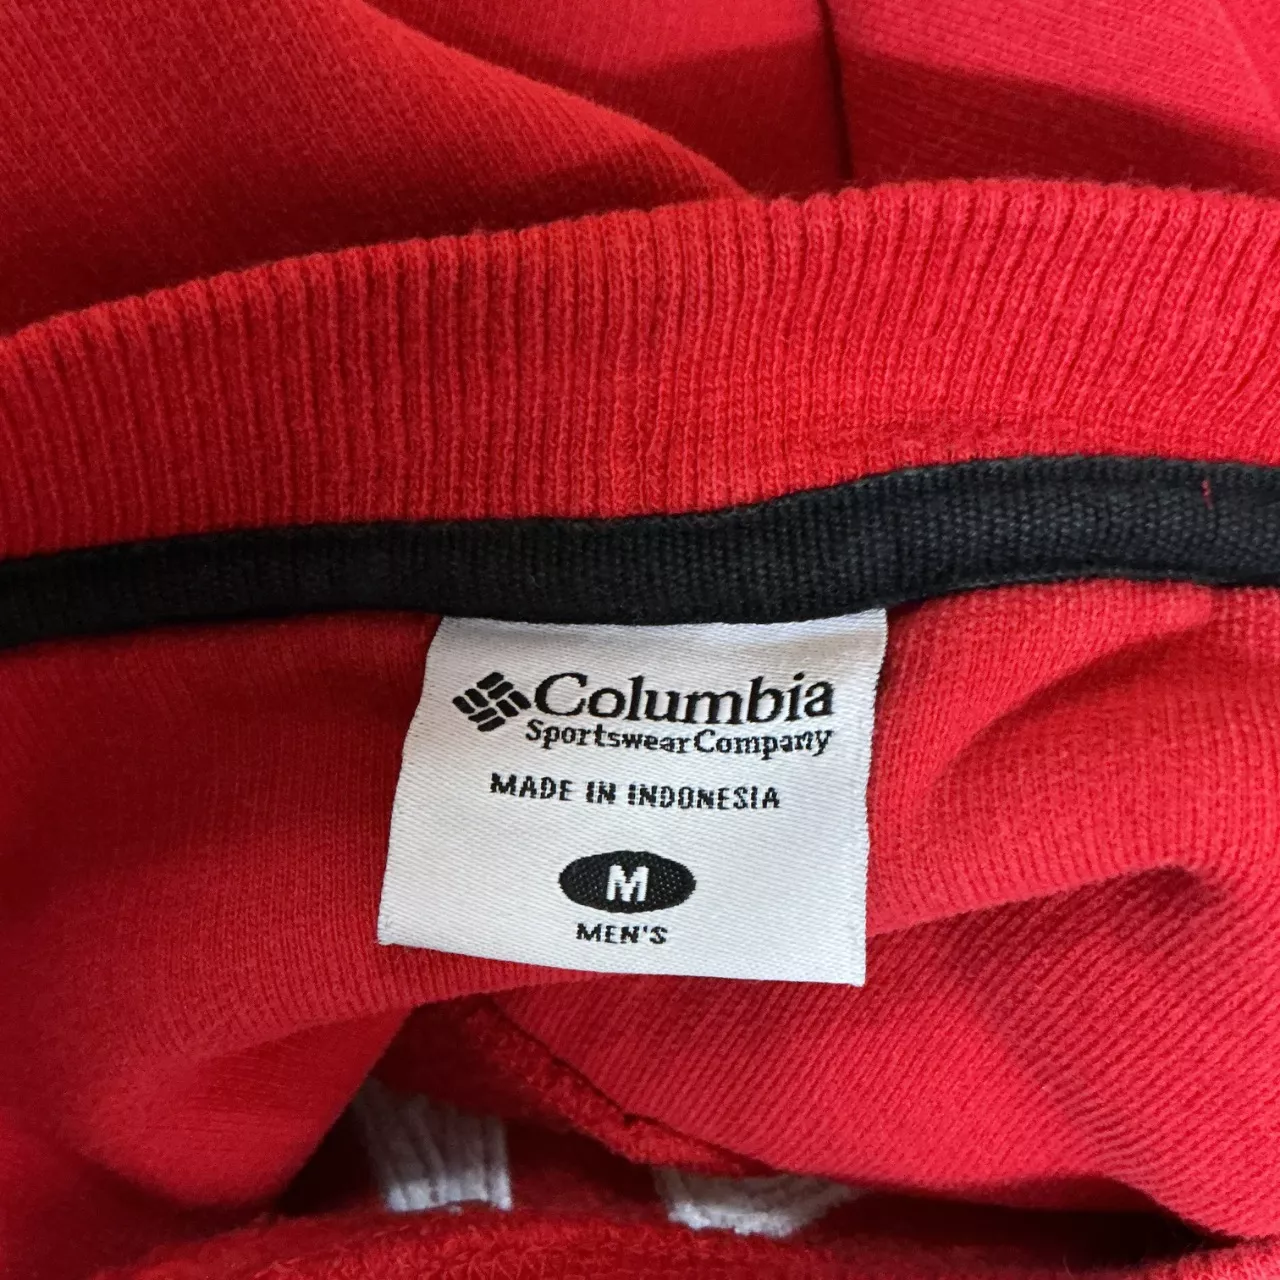 Columbia
Sportswear Company
MADE IN INDONESIA
M
MEN'S